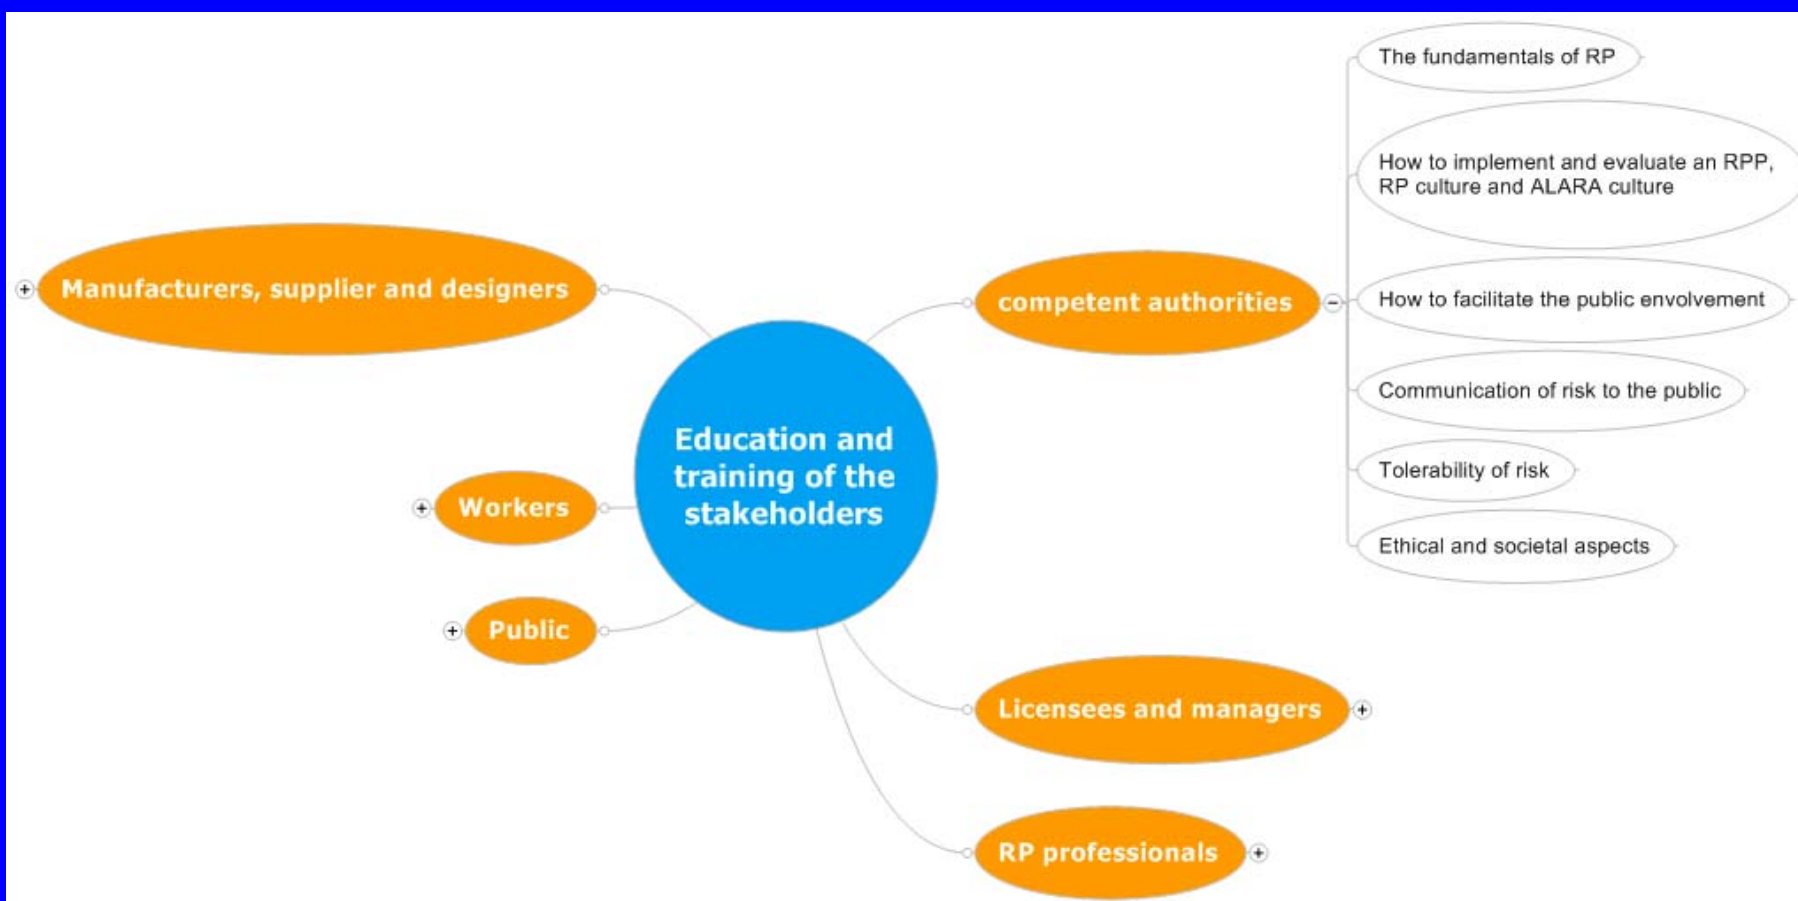 The fundamentals of RP
How to implement and evaluate an RPP,
RP culture and ALARA culture
Manufacturers, supplier and designers
competent authorities
How to facilitate the public envolvement
Communication of risk to the public
Education and
training of the
stakeholders
Tolerability of risk
Workers
Ethical and societal aspects
Public
Licensees and managers
RP professionals